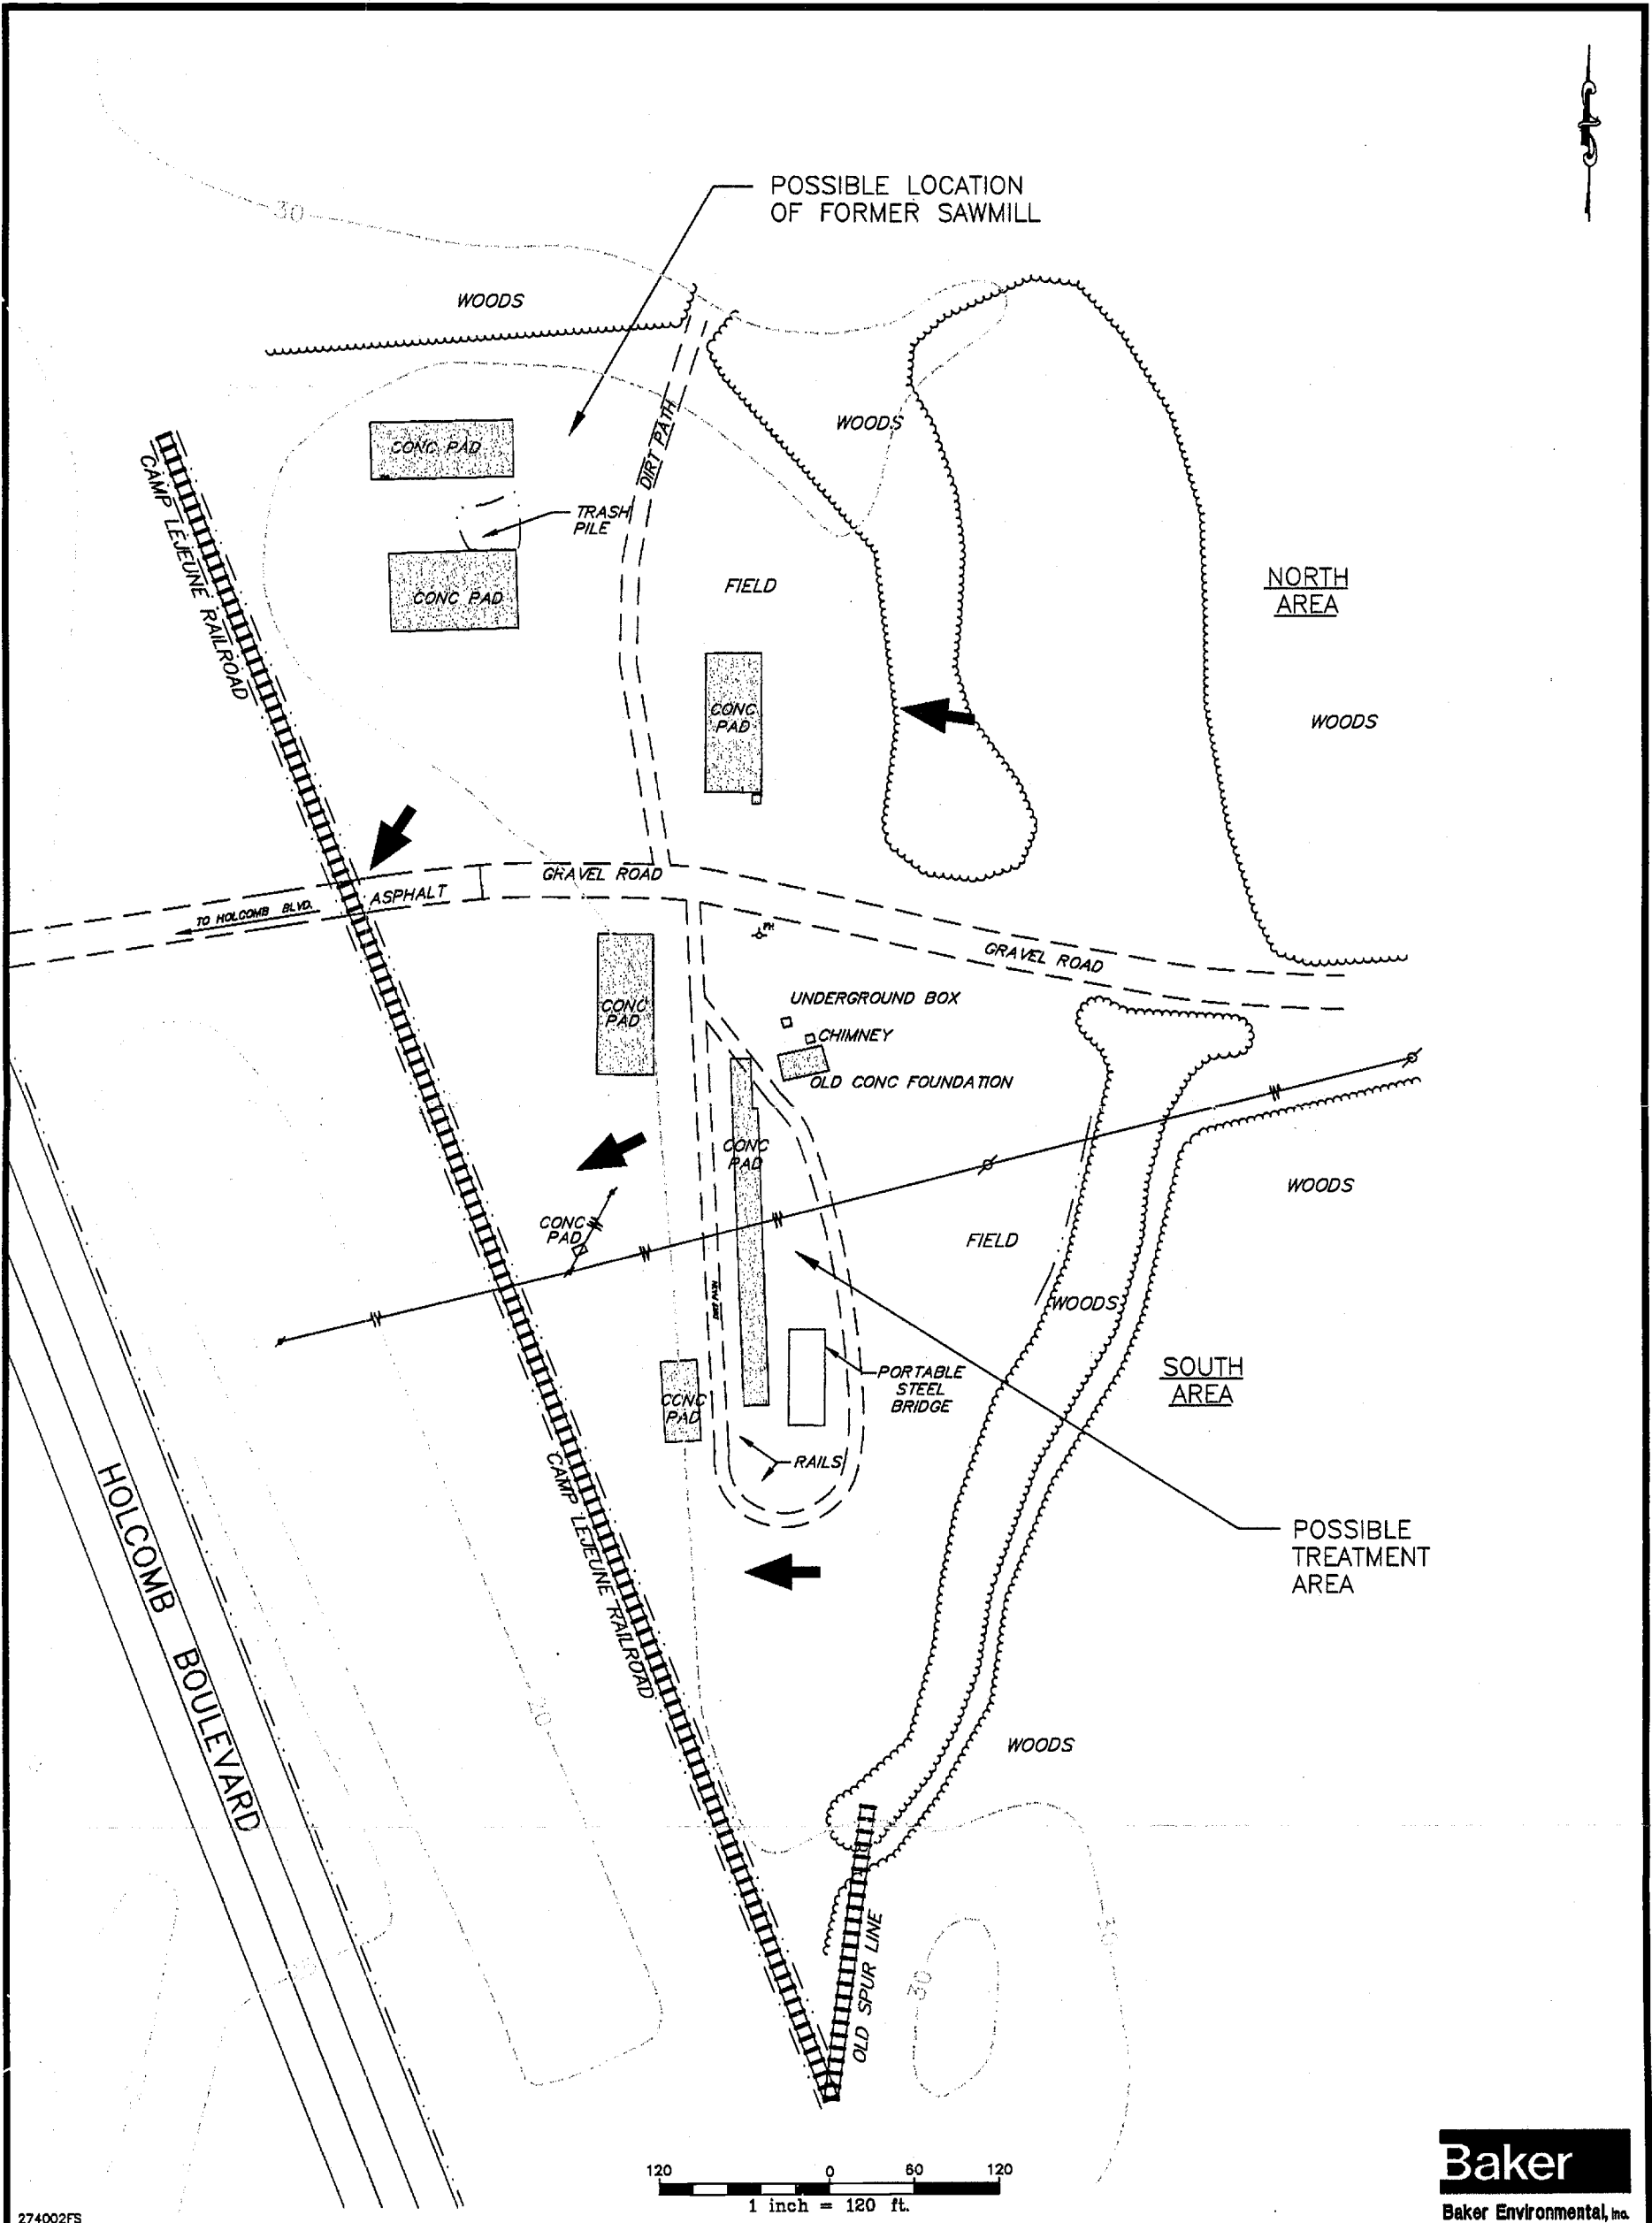 POSSIBLE LOCATION
OF FORMER SAWMILL
30
WOODS
WOODS
DIRT PATH
CONC PAD
TRASH
PILE
CONC PAD
CAMP LEJEUNE RAILROAD
FIELD
NORTH
AREA
CONC
PAD
WOODS
GRAVEL ROAD
ASPHALT
TO HOLCOMB BLVD.
FH
GRAVEL ROAD
CONC
PAD
UNDERGROUND BOX
CHIMNEY
OLD CONC FOUNDATION
CONC
PAD
WOODS
CONC
PAD
FIELD
WOODS
SOUTH
AREA
PORTABLE
STEEL
BRIDGE
CONC
PAD
RAILS
CAMP LEJEUNE RAILROAD
HOLCOMB BOULEVARD
POSSIBLE
TREATMENT
AREA
20
WOODS
OLD SPUR LINE
30
30
120 0 60 120
1 inch = 120 ft.
Baker
Baker Environmental, Inc.
274002FS